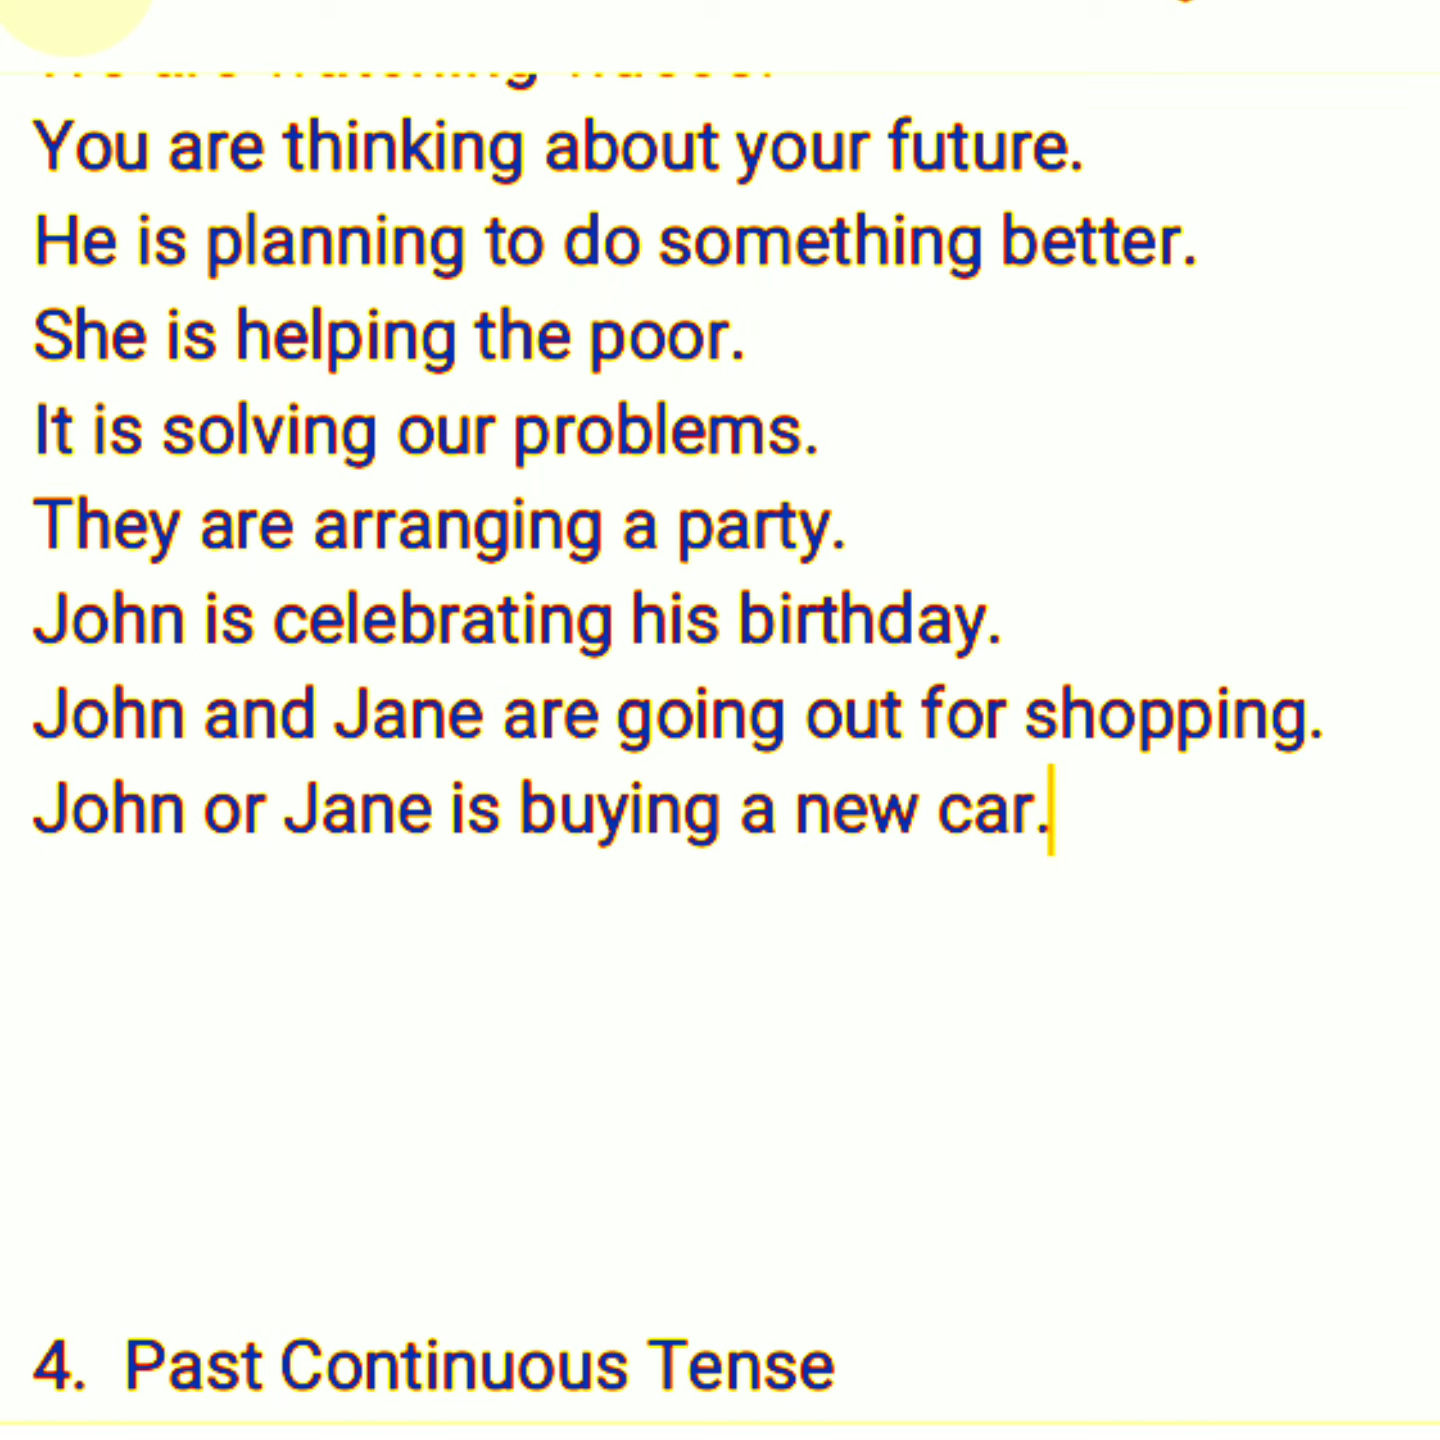 You are thinking about your future.
He is planning to do something better.
She is helping the poor.
It is solving our problems.
They are arranging a party.
John is celebrating his birthday.
John and Jane are going out for shopping.
John or Jane is buying a new car.
4. Past Continuous Tense